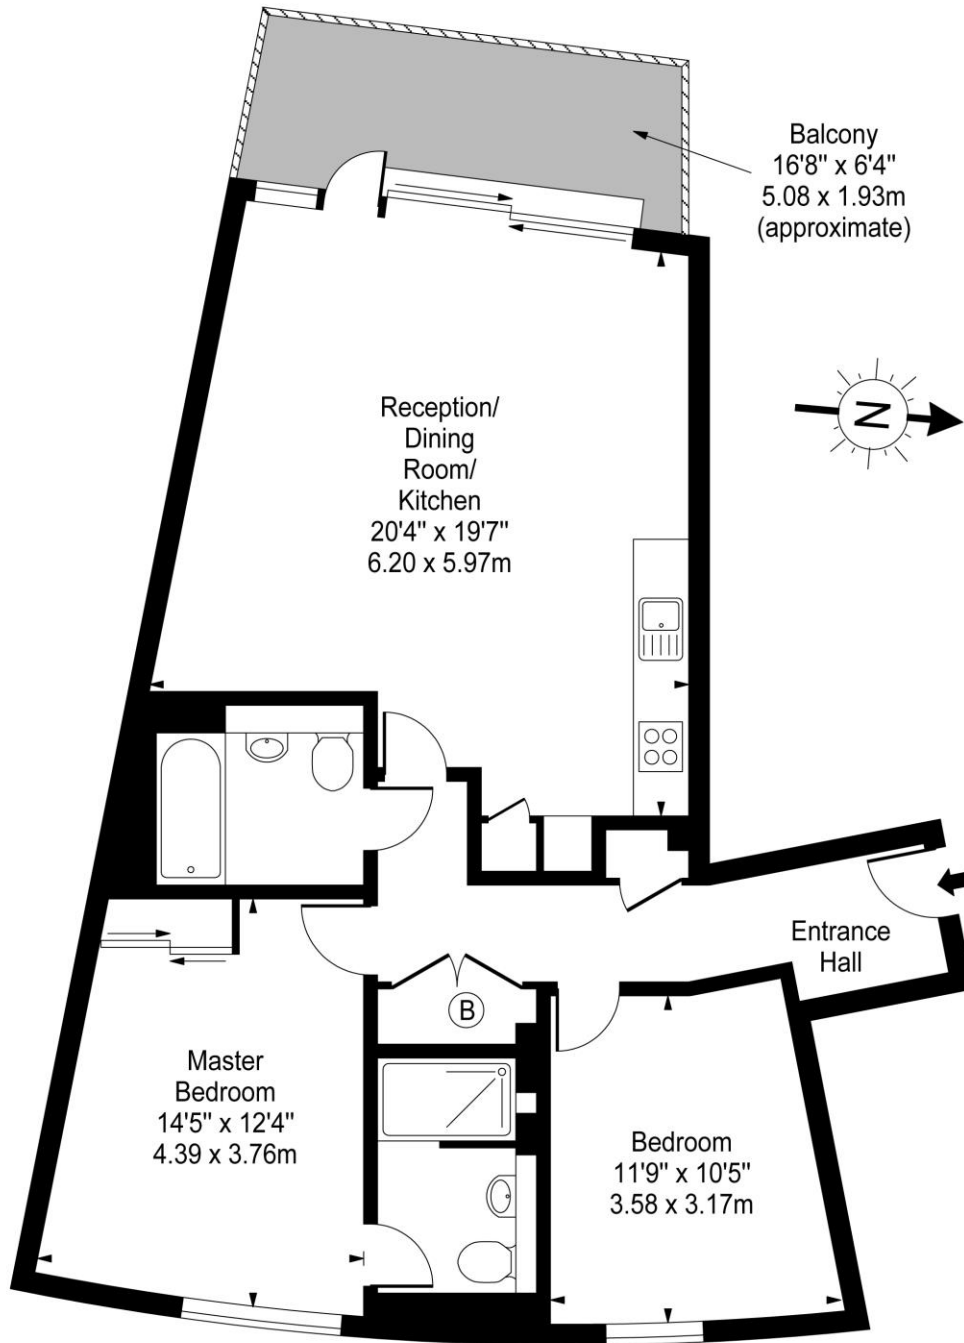 Balcony
16'8" x 6'4"
5.08 x 1.93m
(approximate)
N
Reception/
Dining
Room/
Kitchen
20'4" x 19'7"
6.20 x 5.97m
Entrance
Hall
B
Master
Bedroom
14'5" x 12'4"
4.39 x 3.76m
Bedroom
11'9" x 10'5"
3.58 x 3.17m